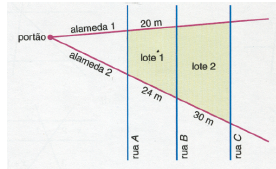 alameda 1
20 m
portão
lote 1
lote 2
alameda 2
24 m
30 m
rua A
rua B
rua C